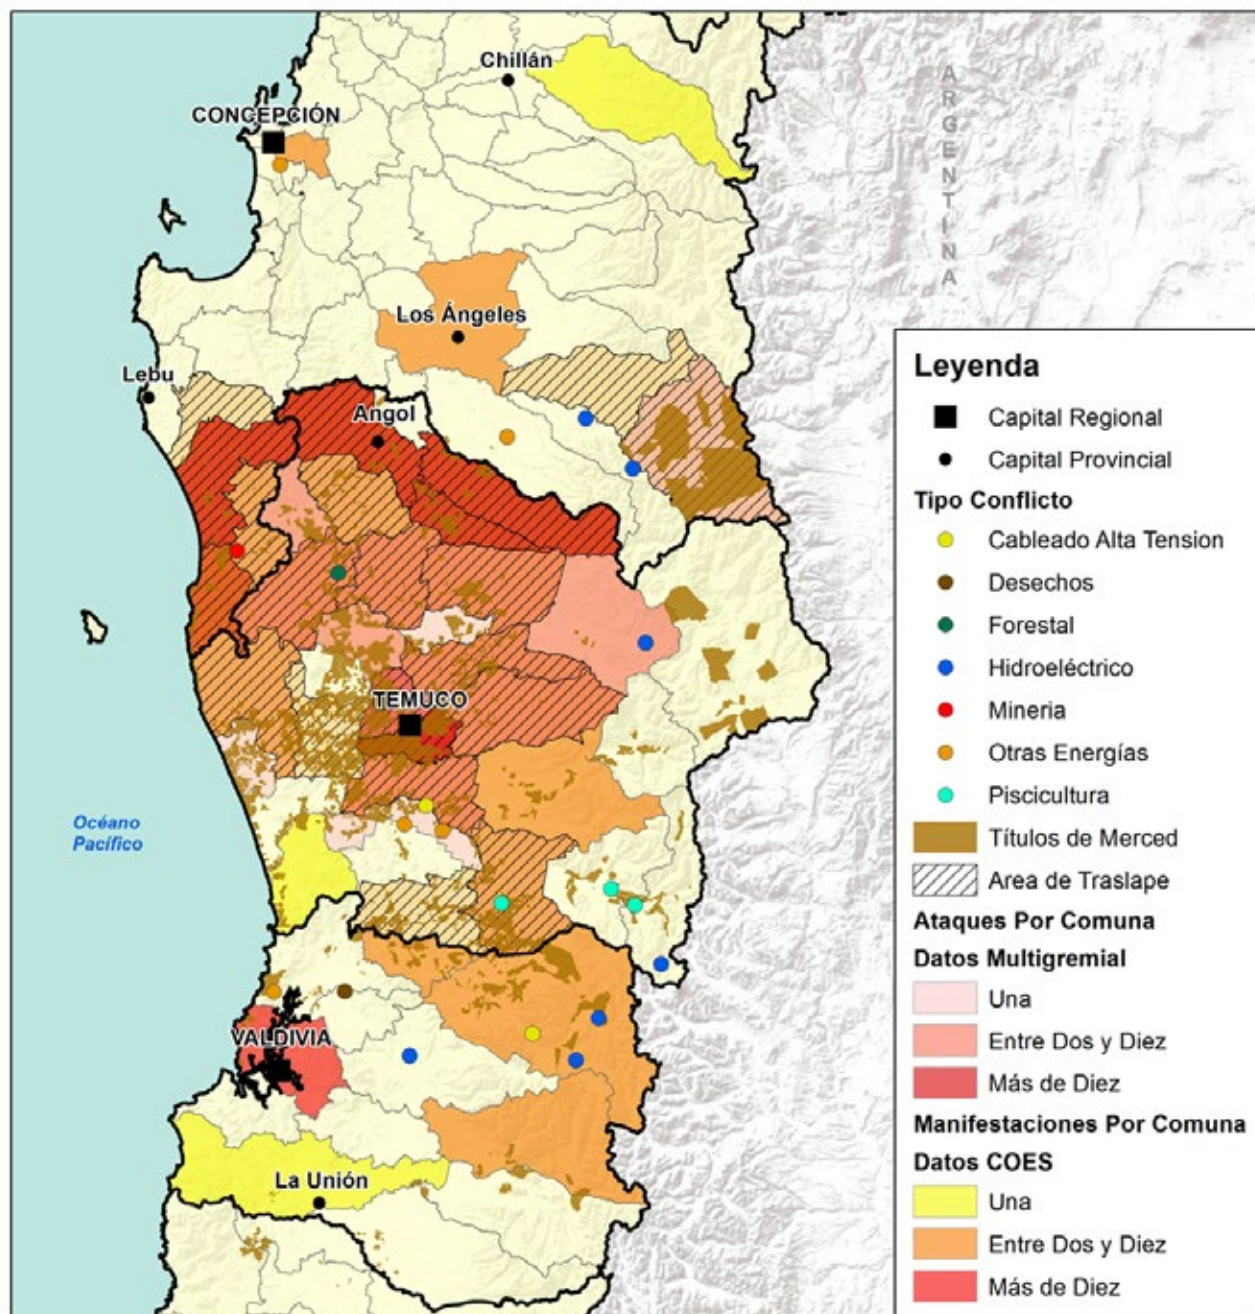 Chillán
CONCEPCIÓN
ARGENTINA
Los Ángeles
Lebu
Angol
TEMUCO
Océano
Pacífico
VALDIVIA
La Unión
Leyenda
Capital Regional
Capital Provincial
Tipo Conflicto
Cableado Alta Tension
Desechos
Forestal
Hidroeléctrico
Mineria
Otras Energías
Piscicultura
Títulos de Merced
Area de Traslape
Ataques Por Comuna
Datos Multigremial
Una
Entre Dos y Diez
Más de Diez
Manifestaciones Por Comuna
Datos COES
Una
Entre Dos y Diez
Más de Diez